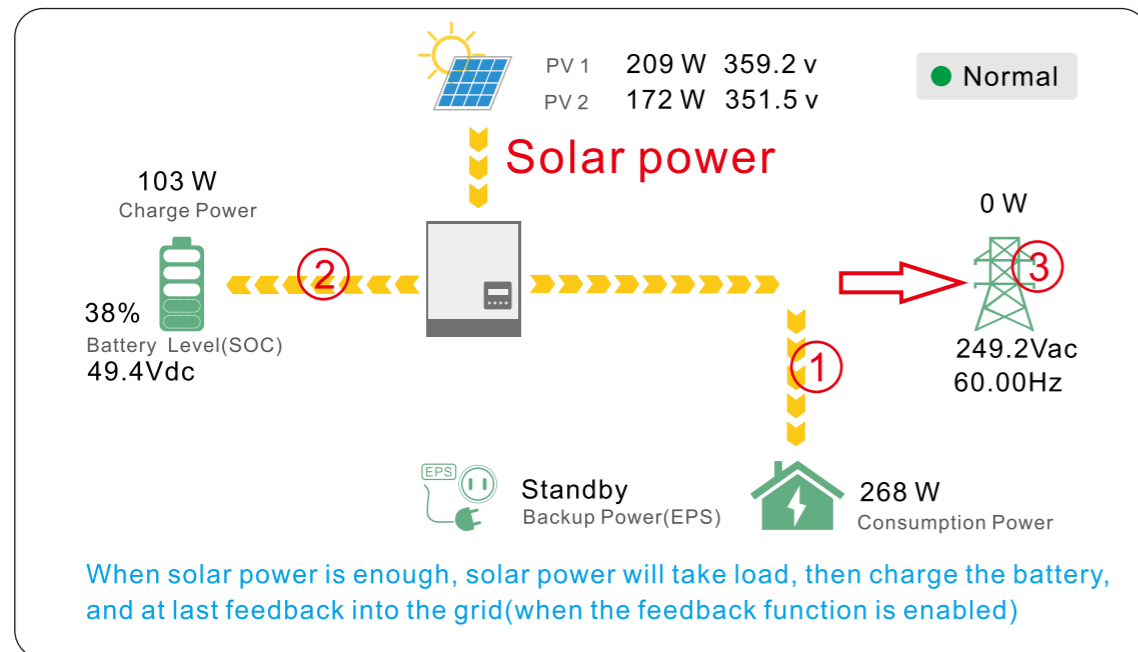 PV 1 209 W 359.2 v
PV 2 172 W 351.5 v
Normal
Solar power
103 W
Charge Power
0 W
2
3
38%
Battery Level(SOC)
49.4Vdc
1
249.2Vac
60.00Hz
EPS
Standby
Backup Power(EPS)
268 W
Consumption Power
When solar power is enough, solar power will take load, then charge the battery,
and at last feedback into the grid(when the feedback function is enabled)